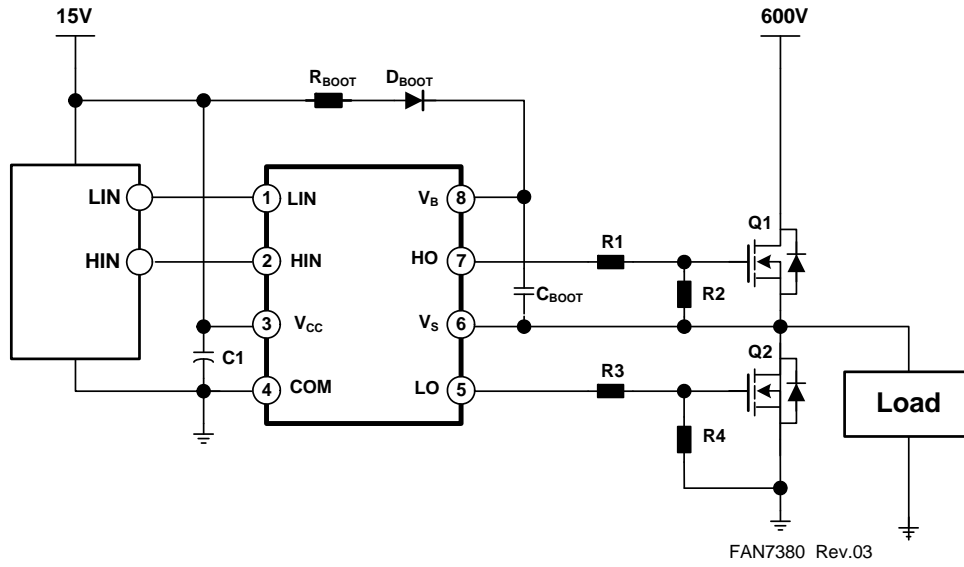 15V
600V
RBOOT
DBOOT
LIN
1
LIN
VB
8
Q1
HIN
2
HIN
HO
7
R1
R2
CBOOT
3
VCC
VS
6
C1
Q2
4
COM
LO
5
R3
R4
Load
FAN7380 Rev.03